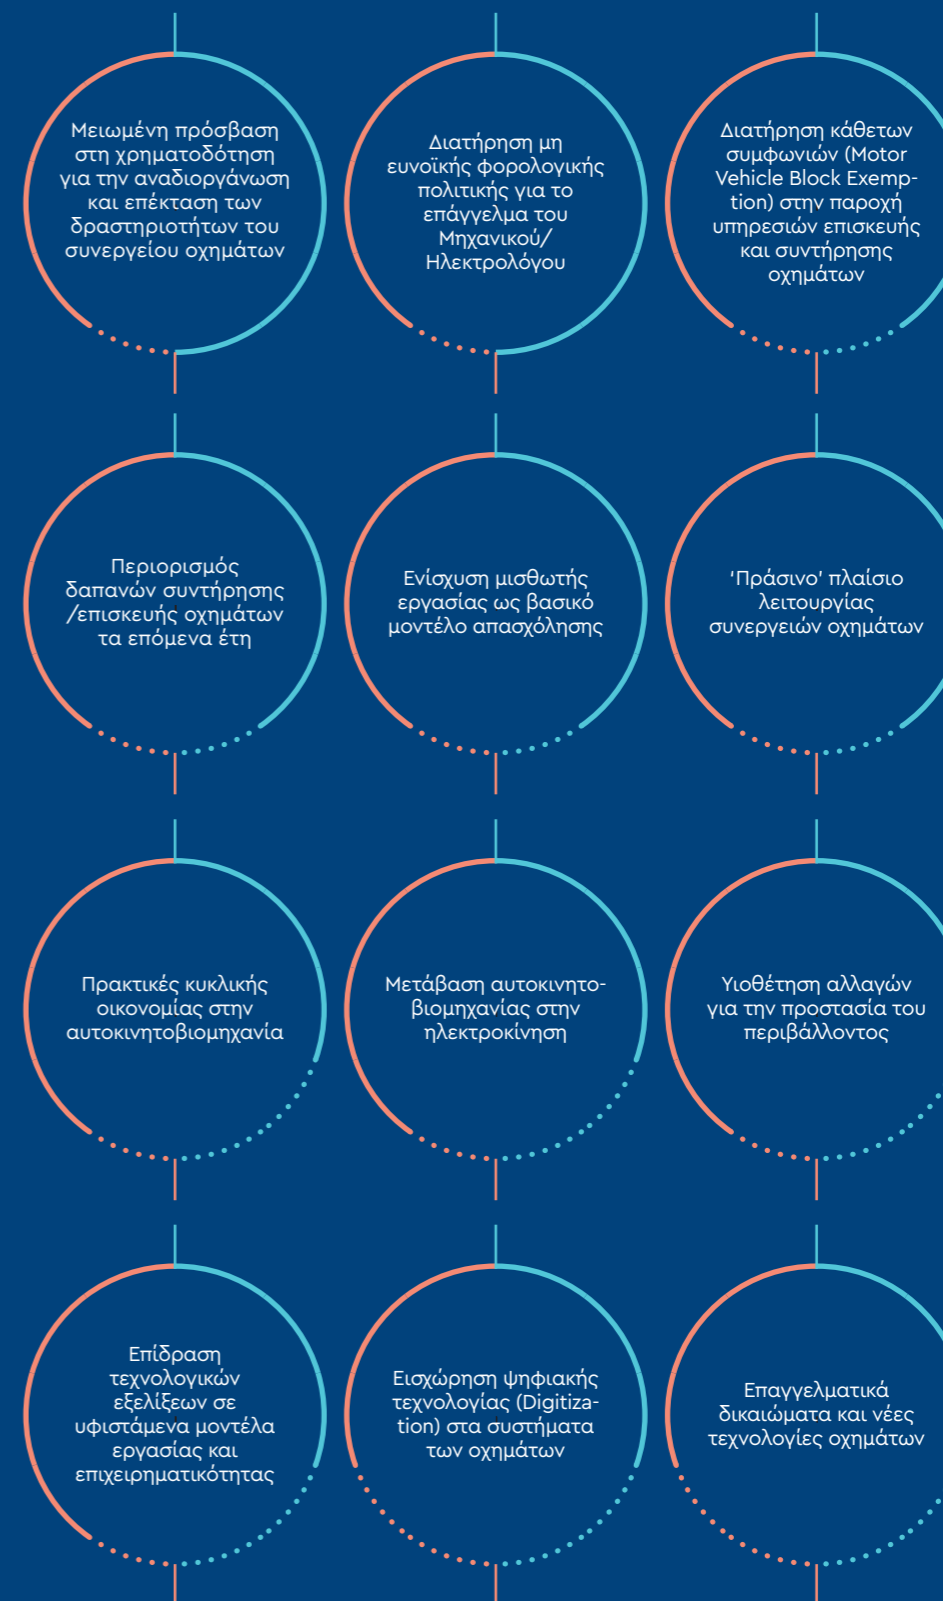 Μειωμένη πρόσβαση
στη χρηματοδότηση
για την αναδιοργάνωση
και επέκταση των
δραστηριοτήτων του
συνεργείου οχημάτων
Διατήρηση μη
ευνοϊκής φορολογικής
πολιτικής για το
επάγγελμα του
Μηχανικού/
Ηλεκτρολόγου
Διατήρηση κάθετων
συμφωνιών (Motor
Vehicle Block Exemp-
tion) στην παροχή
υπηρεσιών επισκευής
και συντήρησης
οχημάτων
Περιορισμός
δαπανών συντήρησης
/επισκευής οχημάτων
τα επόμενα έτη
Ενίσχυση μισθωτής
εργασίας ως βασικό
μοντέλο απασχόλησης
‘Πράσινο’ πλαίσιο
λειτουργίας
συνεργειών οχημάτων
Πρακτικές κυκλικής
οικονομίας στην
αυτοκινητοβιομηχανία
Μετάβαση αυτοκινητο-
βιομηχανίας στην
ηλεκτροκίνηση
Υιοθέτηση αλλαγών
για την προστασία του
περιβάλλοντος
Επίδραση
τεχνολογικών
εξελίξεων σε
υφιστάμενα μοντέλα
εργασίας και
επιχειρηματικότητας
Εισχώρηση ψηφιακής
τεχνολογίας (Digitiza-
tion) στα συστήματα
των οχημάτων
Επαγγελματικά
δικαιώματα και νέες
τεχνολογίες οχημάτων